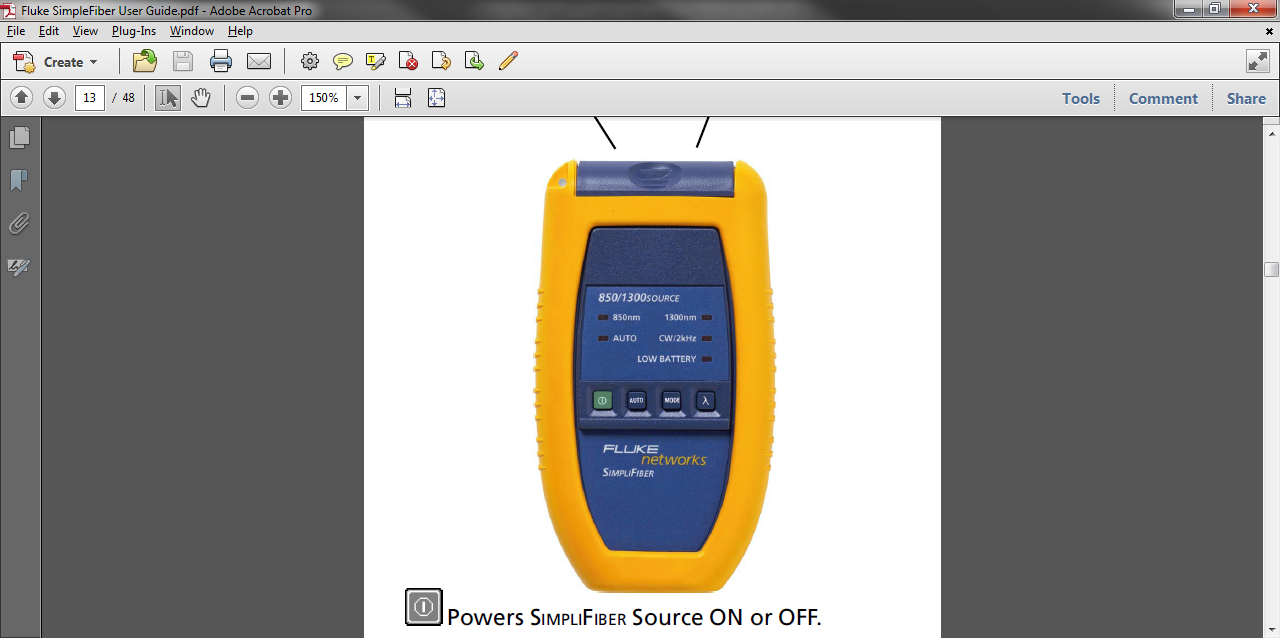 Fluke SimpleFiber User Guide.pdf - Adobe Acrobat Pro
File Edit View Plug-Ins Window Help
Create
13 / 48 150% Tools Comment Share
850/1300SOURCE
850nm 1300nm
AUTO CW/2kHz
LOW BATTERY
AUTO MODE λ
FLUKE
networks
SIMPLIFIBER
Powers SIMPLIFIBER Source ON or OFF.